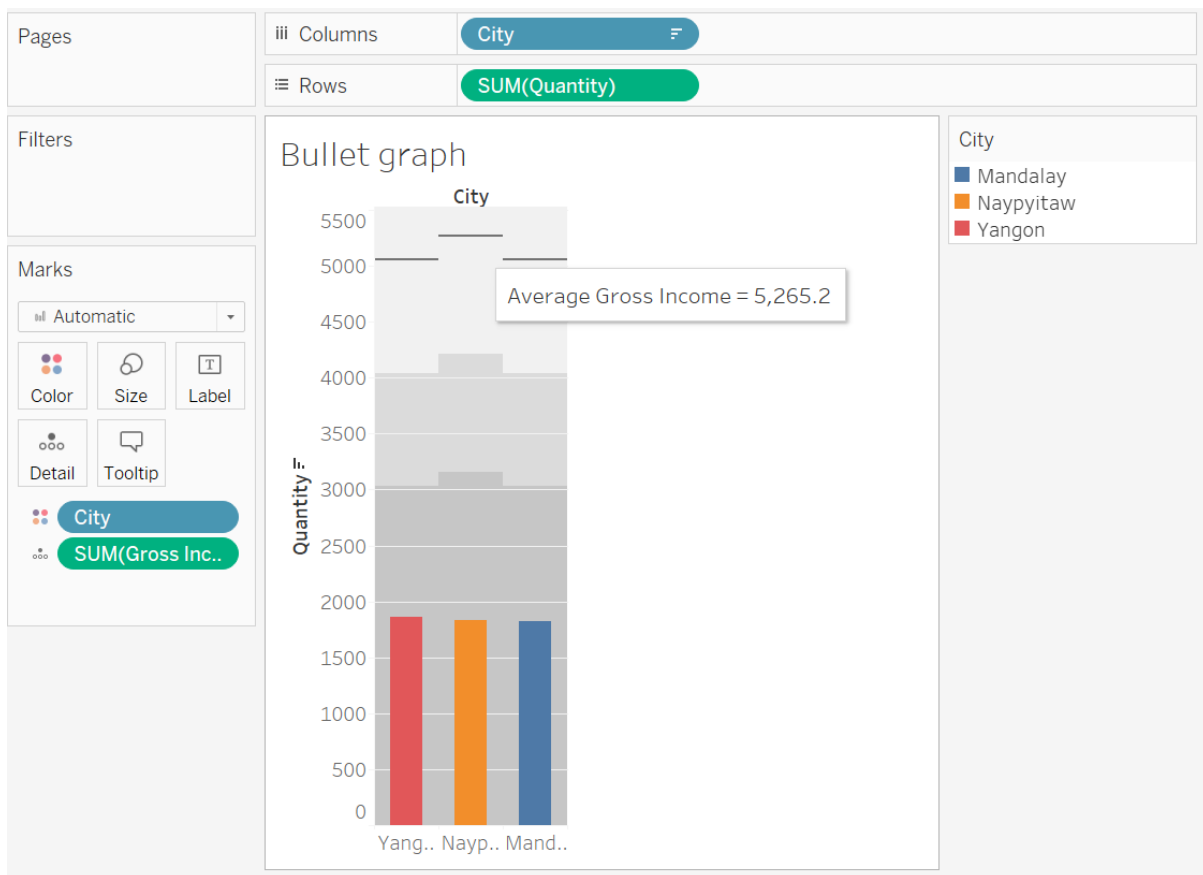 Pages
Columns
City
Rows
SUM(Quantity)
Filters
Marks
Automatic
Color
Size
Label
Detail
Tooltip
City
SUM(Gross Inc..
Bullet graph
City
5500
5000
4500
4000
3500
3000
2500
2000
1500
1000
500
0
Quantity
Average Gross Income = 5,265.2
Yang.. Nayp.. Mand..
City
Mandalay
Naypyitaw
Yangon